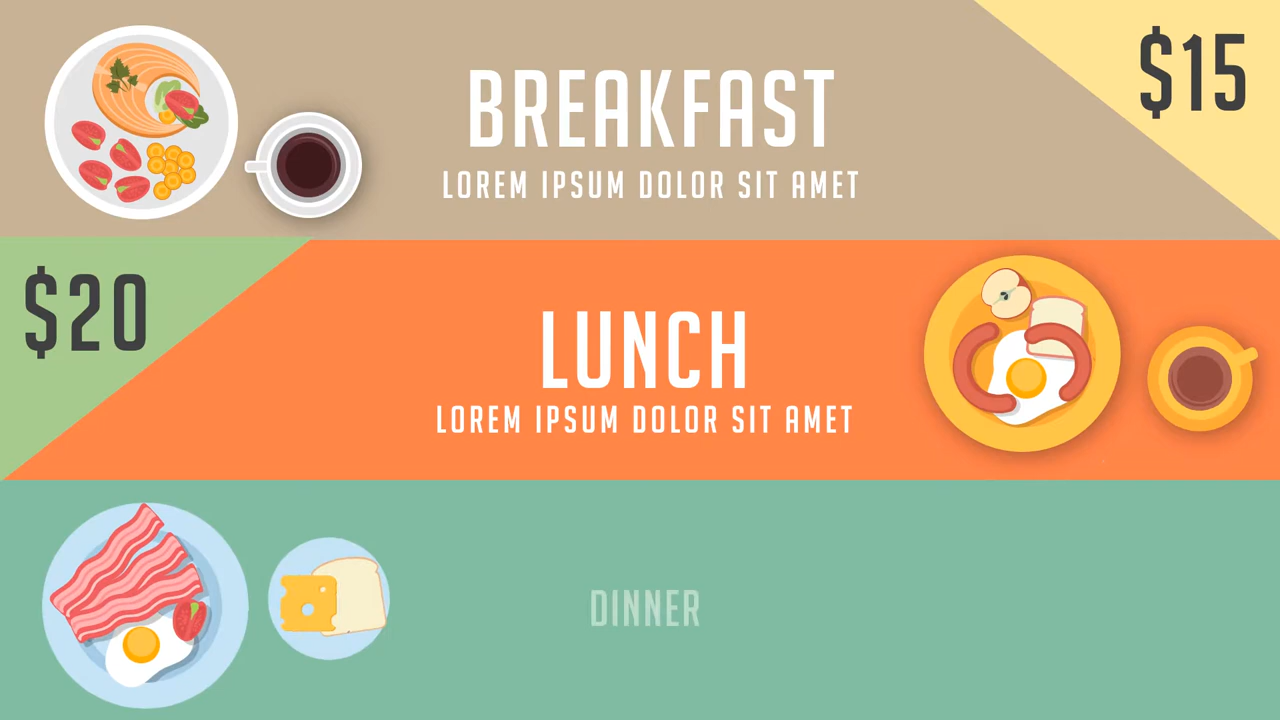 BREAKFAST
$15
LOREM IPSUM DOLOR SIT AMET
$20
LUNCH
LOREM IPSUM DOLOR SIT AMET
DINNER